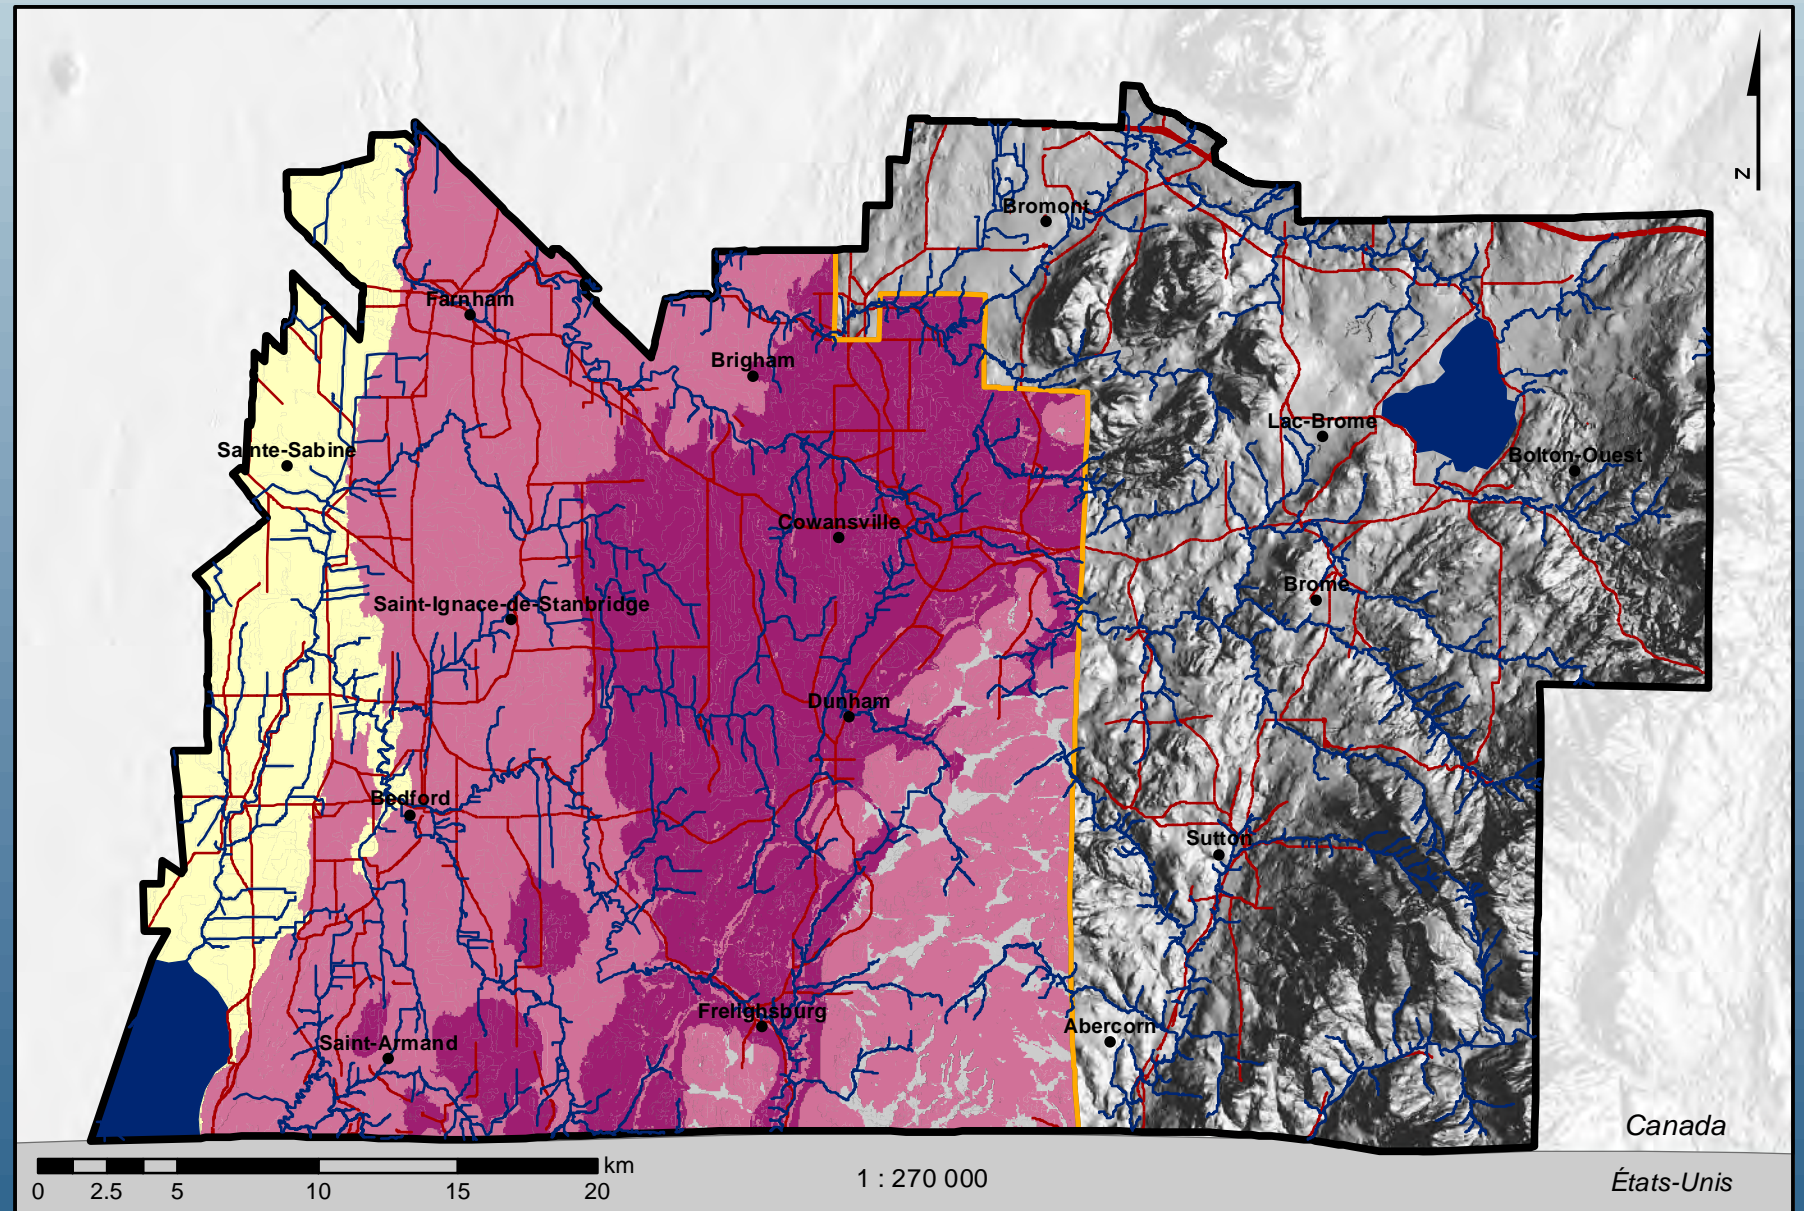 N
Bromont
Farnham
Brigham
Lac-Brome
Sainte-Sabine
Bolton-Ouest
Cowansville
Brome
Saint-Ignace-de-Stanbridge
Dunham
Bedford
Sutton
Frelighsburg
Abercorn
Saint-Armand
Canada
km
1 : 270 000
États-Unis
0 2.5 5 10 15 20